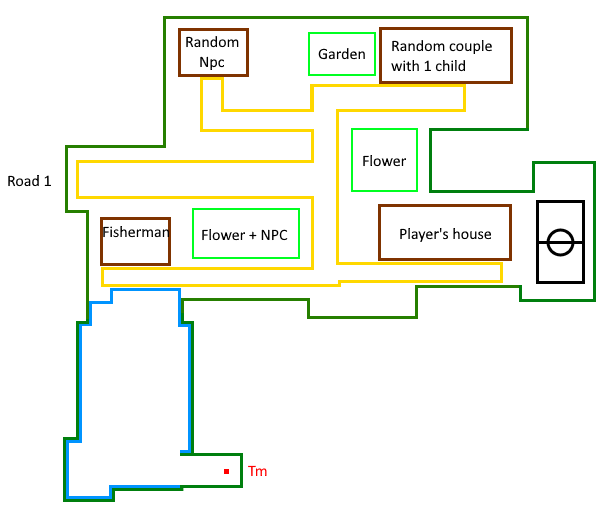 Random
Npc
Garden
Random couple
with 1 child
Flower
Road 1
Fisherman
Flower + NPC
Player's house
Tm